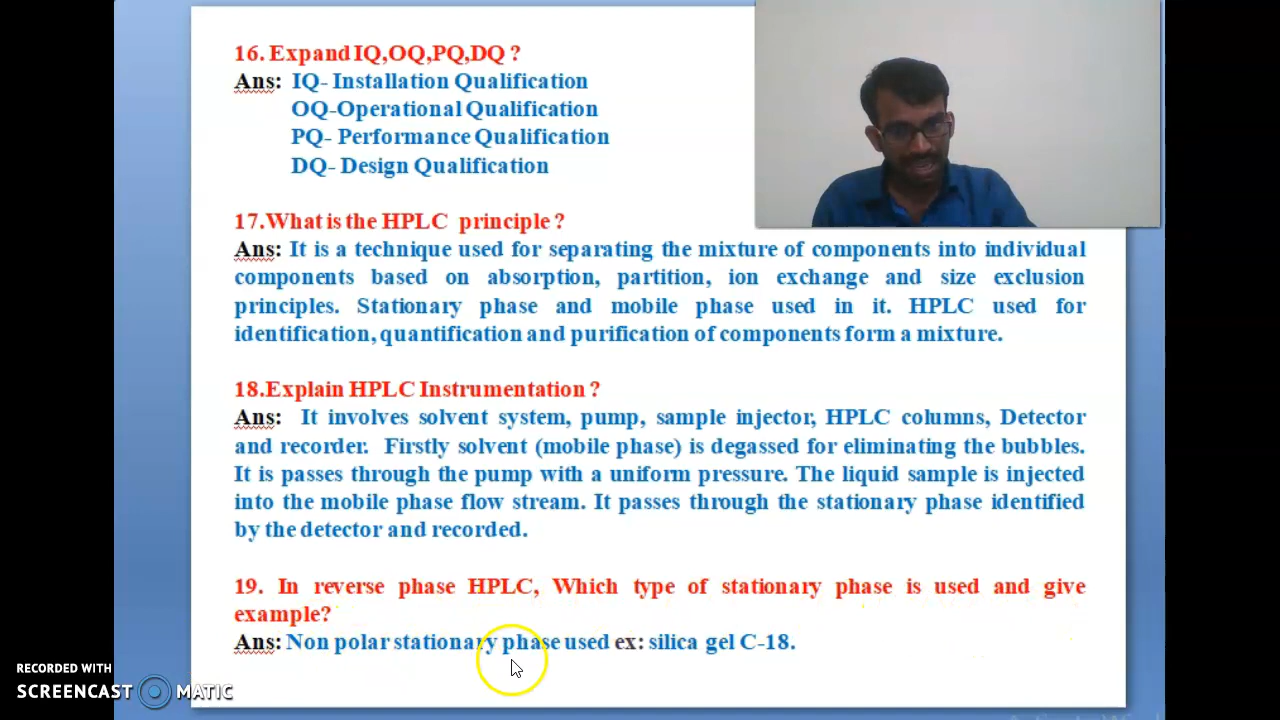 16. Expand IQ,OQ,PQ,DQ ?
Ans: IQ- Installation Qualification
OQ-Operational Qualification
PQ- Performance Qualification
DQ- Design Qualification
17.What is the HPLC principle ?
Ans: It is a technique used for separating the mixture of components into individual
components based on absorption, partition, ion exchange and size exclusion
principles. Stationary phase and mobile phase used in it. HPLC used for
identification, quantification and purification of components form a mixture.
18.Explain HPLC Instrumentation ?
Ans: It involves solvent system, pump, sample injector, HPLC columns, Detector
and recorder. Firstly solvent (mobile phase) is degassed for eliminating the bubbles.
It is passes through the pump with a uniform pressure. The liquid sample is injected
into the mobile phase flow stream. It passes through the stationary phase identified
by the detector and recorded.
19. In reverse phase HPLC, Which type of stationary phase is used and give
example?
Ans: Non polar stationary phase used ex: silica gel C-18.
RECORDED WITH
SCREENCAST MATIC